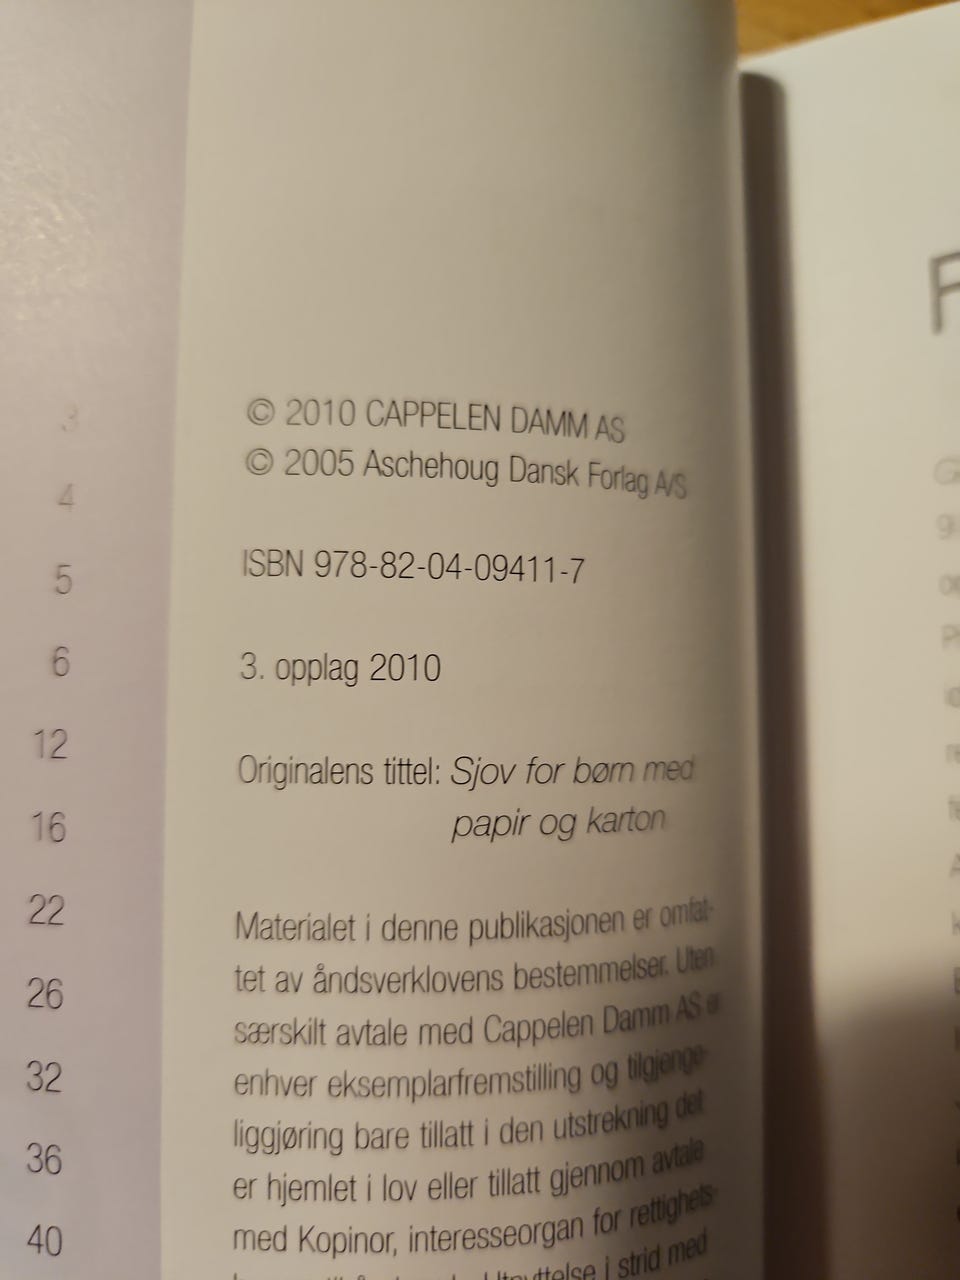 3
4
5
6
12
16
22
26
32
36
40
© 2010 CAPPELEN DAMM AS
© 2005 Aschehoug Dansk Forlag A/S
ISBN 978-82-04-09411-7
3. opplag 2010
Originalens tittel: Sjov for børn med
papir og karton
Materialet i denne publikasjonen er omfat-
tet av åndsverklovens bestemmelser. Uten
særskilt avtale med Cappelen Damm AS er
enhver eksemplarfremstilling og tilgjenge-
liggjøring bare tillatt i den utstrekning det
er hjemlet i lov eller tillatt gjennom avtale
med Kopinor, interesseorgan for rettighets-
i strid med